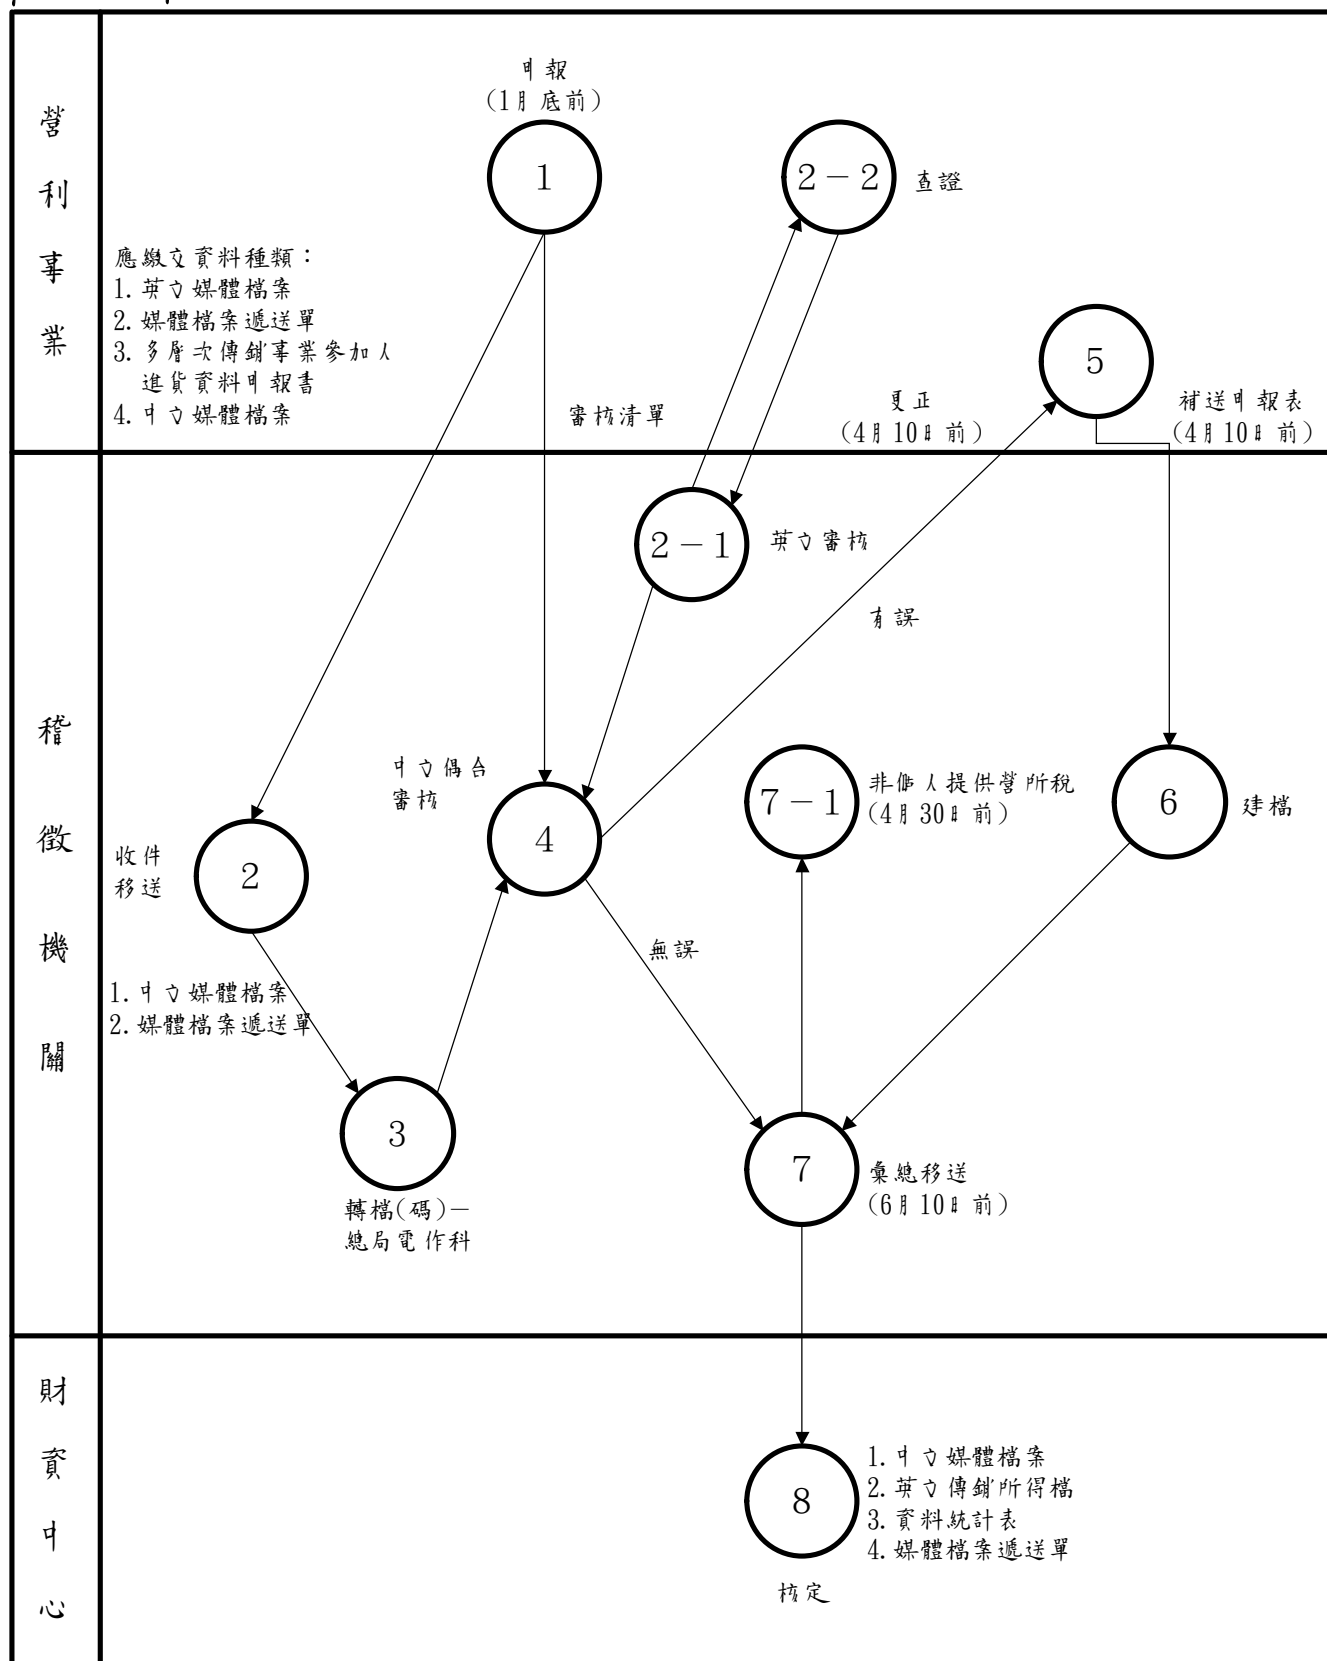 營利事業
申報
(1月底前)
1
2-2
查證
應繳交資料種類：
1.英文媒體檔案
2.媒體檔案遞送單
3.多層次傳銷事業參加人
進貨資料申報書
4.中文媒體檔案
審核清單
5
更正
(4月10日前)
補送申報表
(4月10日前)
稽徵機關
2-1
英文審核
有誤
中文偶合
審核
4
7-1
非個人提供營所稅
(4月30日前)
6
建檔
收件
移送
2
無誤
1.中文媒體檔案
2.媒體檔案遞送單
3
轉檔(碼)－
總局電作科
7
彙總移送
(6月10日前)
財資中心
8
1.中文媒體檔案
2.英文傳銷所得檔
3.資料統計表
4.媒體檔案遞送單
核定